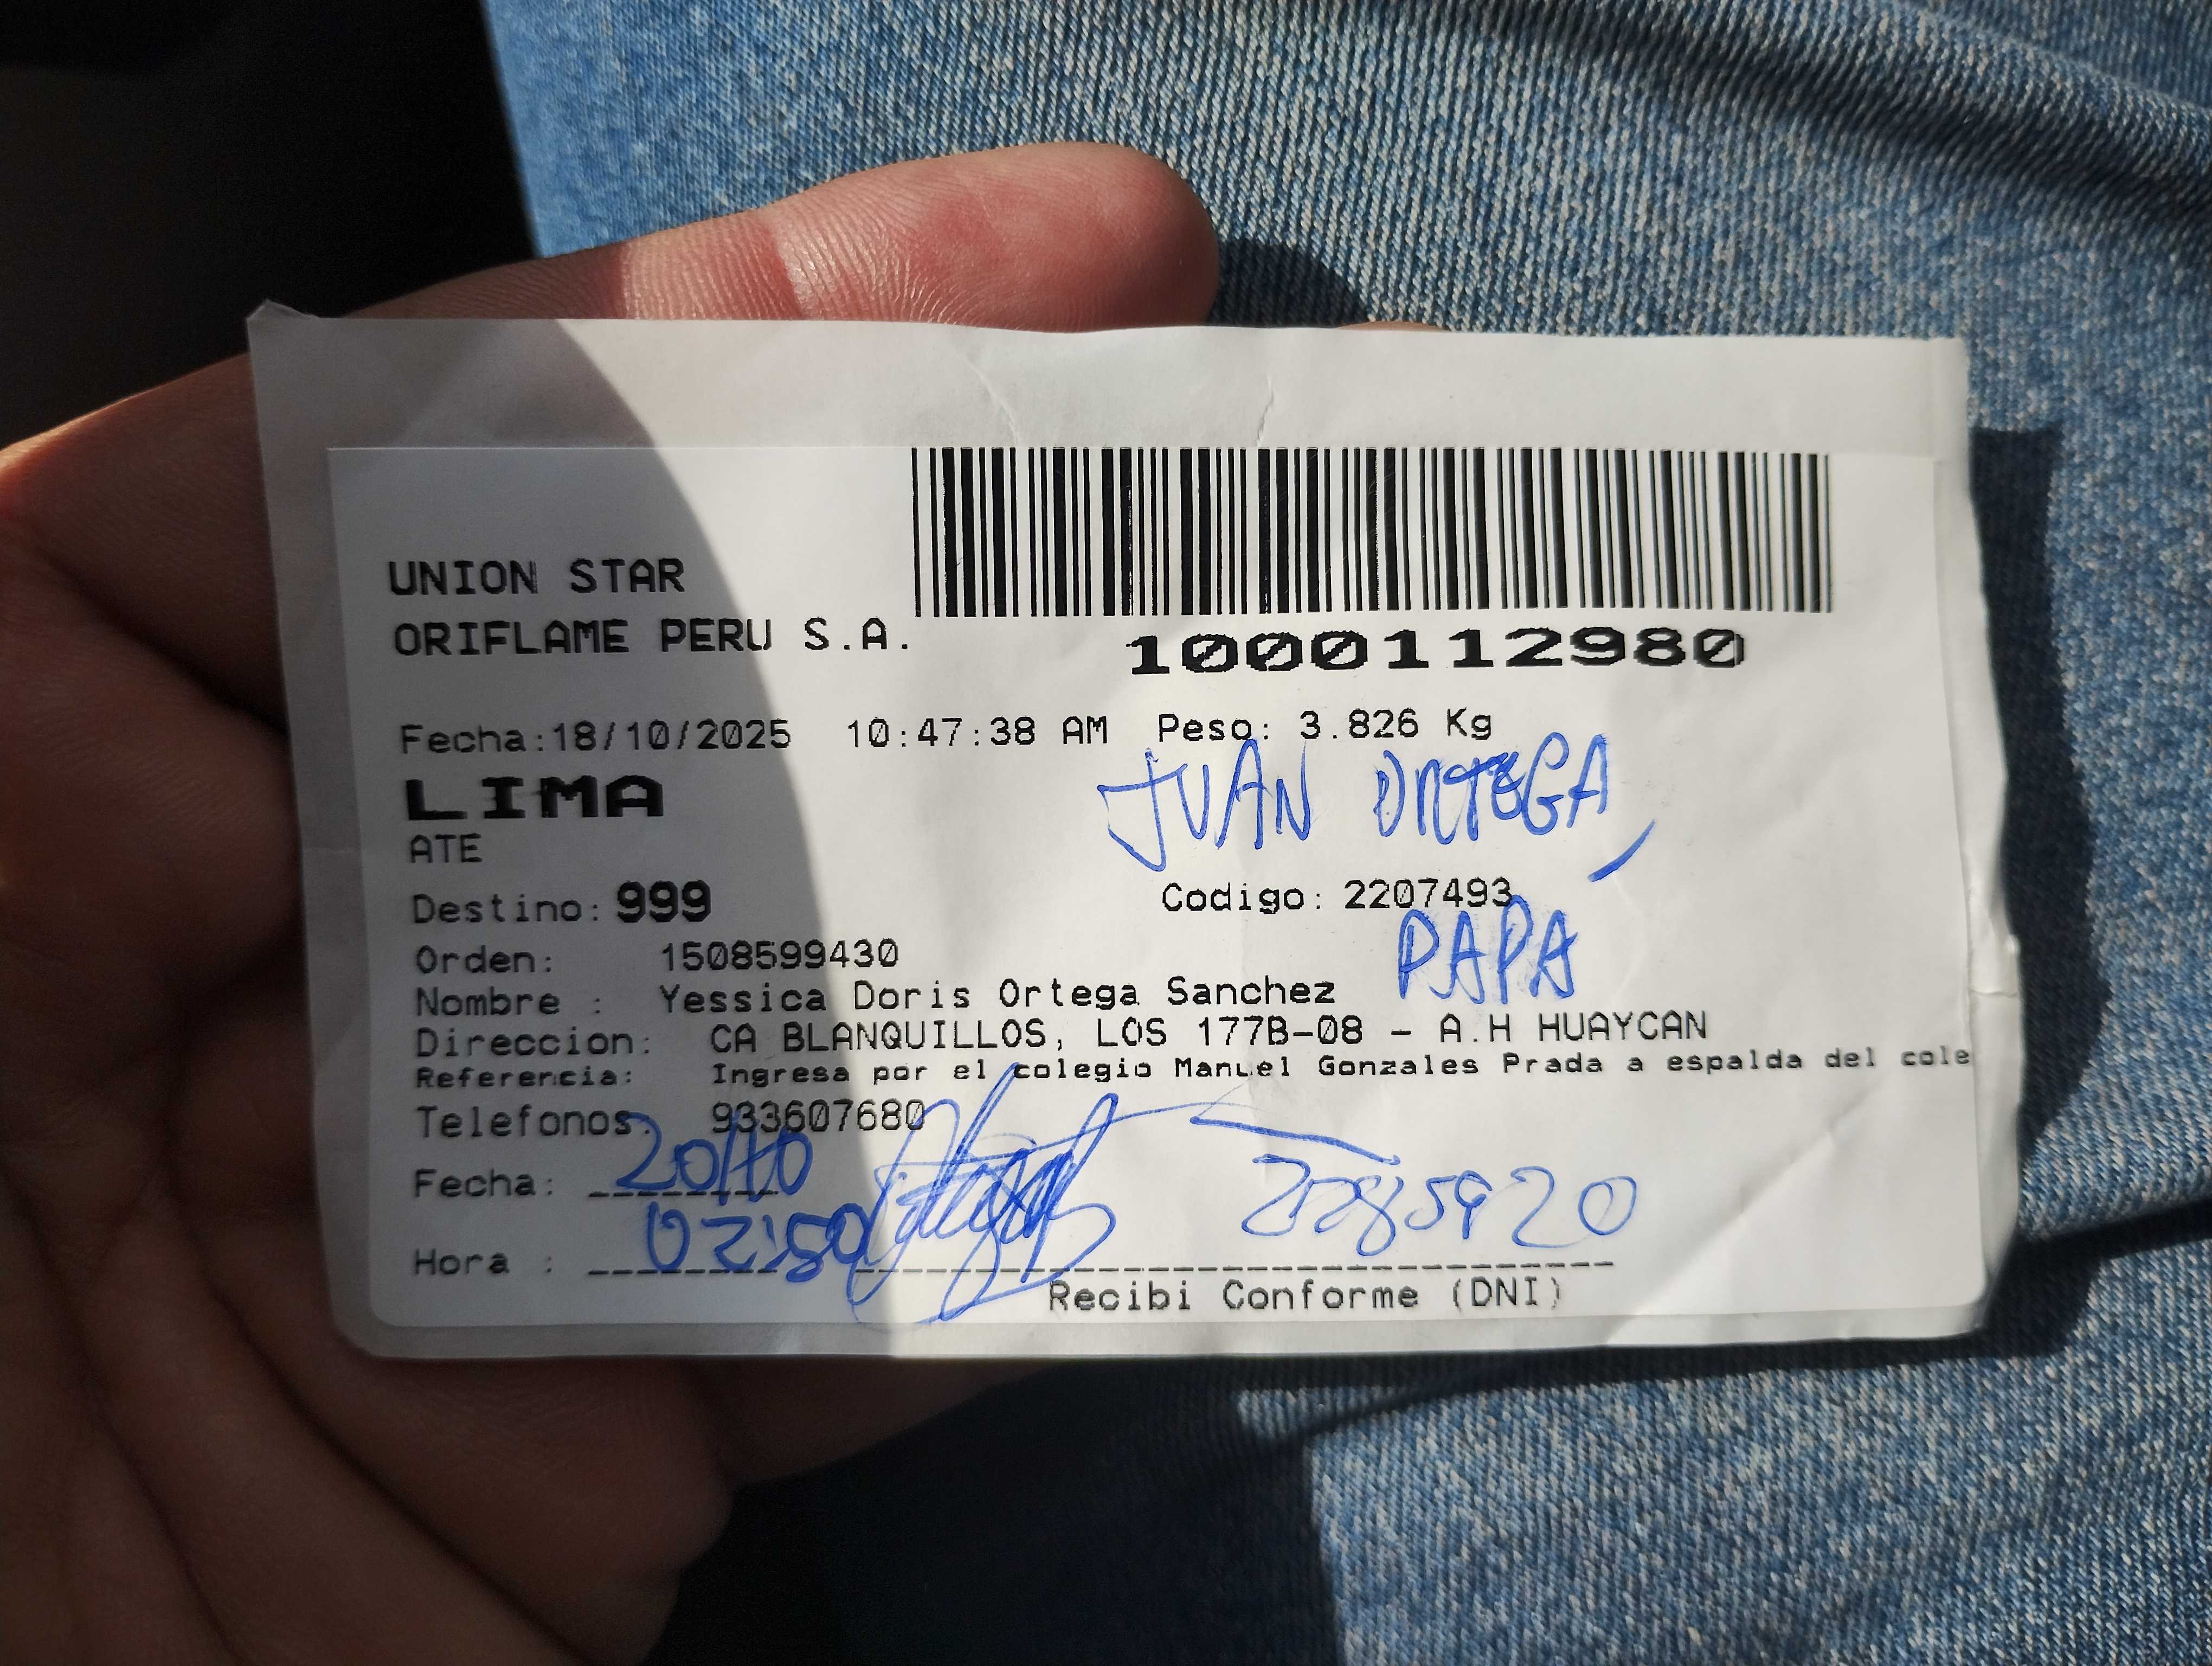 UNION STAR
ORIFLAME PERU S.A.
1000112980
Fecha:18/10/2025 10:47:38 AM Peso: 3.826 Kg
JUAN ORTEGA,
LIMA
ATE
Destino: 999 Codigo: 2207493
PAPA
Orden: 1508599430
Nombre : Yessica Doris Ortega Sanchez
Direccion: CA BLANQUILLOS, LOS 177B-08 - A.H HUAYCAN
Referencia: Ingresa por el colegio Manuel Gonzales Prada a espalda del cole
Telefonos: 933607680
Fecha: 20/10
Hora : 02:50
Recibi Conforme (DNI)